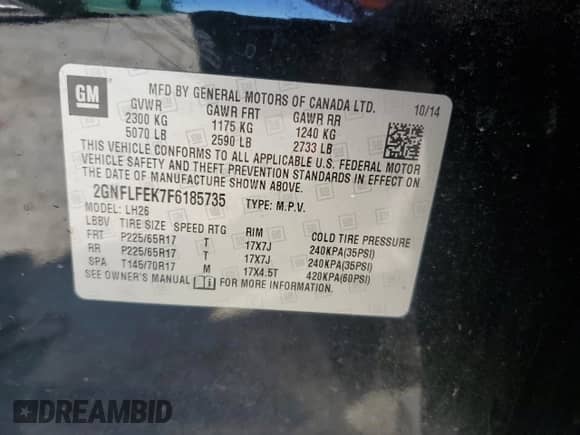 GM
MFD BY GENERAL MOTORS OF CANADA LTD.
10/14
GVWR GAWR FRT GAWR RR
2300 KG 1175 KG 1240 KG
5070 LB 2590 LB 2733 LB
THIS VEHICLE CONFORMS TO ALL APPLICABLE U.S. FEDERAL MOTOR
VEHICLE SAFETY AND THEFT PREVENTION STANDARDS IN EFFECT ON
THE DATE OF MANUFACTURE SHOWN ABOVE.
2GNFLFEK7F6185735 TYPE: M.P.V.
MODEL: LH26
LBBV TIRE SIZE SPEED RTG RIM COLD TIRE PRESSURE
FRT P225/65R17 T 17X7J 240KPA(35PSI)
RR P225/65R17 T 17X7J 240KPA(35PSI)
SPA T145/70R17 M 17X4.5T 420KPA(60PSI)
SEE OWNER'S MANUAL FOR MORE INFORMATION.
DREAMBID